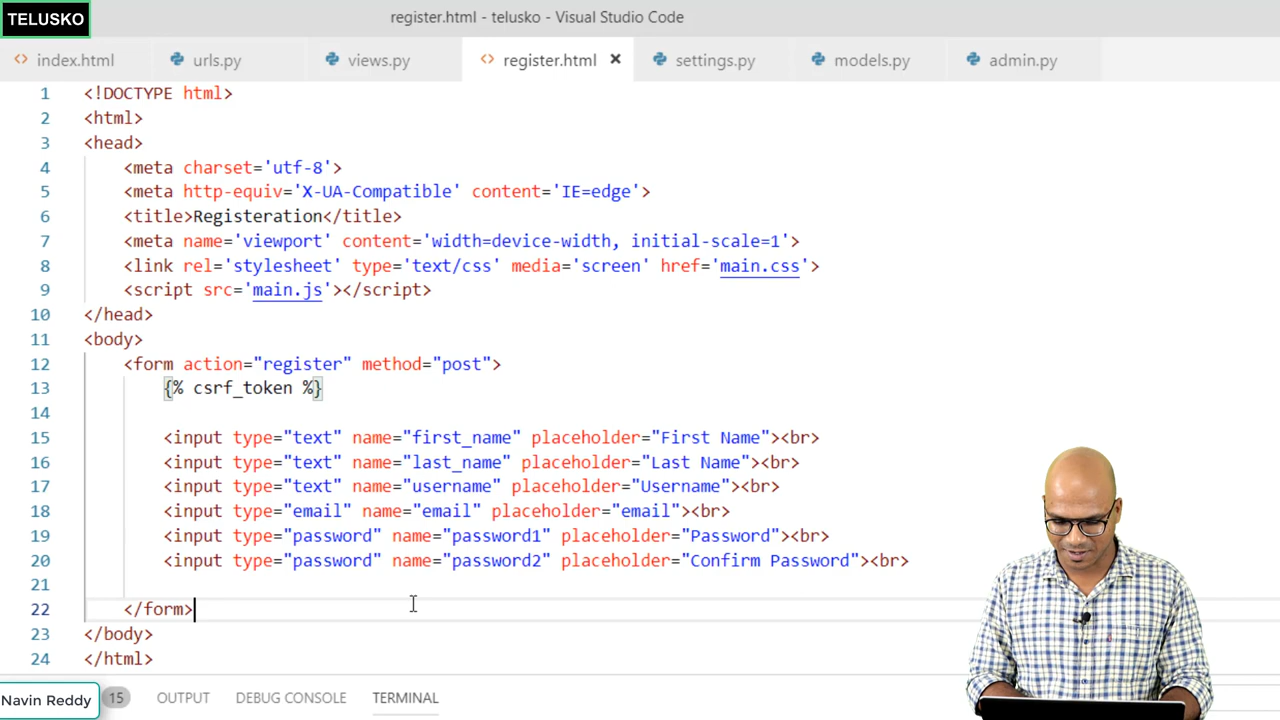 TELUSKO
register.html - telusko - Visual Studio Code
index.html urls.py views.py register.html × settings.py models.py admin.py
1 <!DOCTYPE html>
2 <html>
3 <head>
4 <meta charset='utf-8'>
5 <meta http-equiv='X-UA-Compatible' content='IE=edge'>
6 <title>Registeration</title>
7 <meta name='viewport' content='width=device-width, initial-scale=1'>
8 <link rel='stylesheet' type='text/css' media='screen' href='main.css'>
9 <script src='main.js'></script>
10 </head>
11 <body>
12 <form action="register" method="post">
13 {% csrf_token %}
14
15 <input type="text" name="first_name" placeholder="First Name"><br>
16 <input type="text" name="last_name" placeholder="Last Name"><br>
17 <input type="text" name="username" placeholder="Username"><br>
18 <input type="email" name="email" placeholder="email"><br>
19 <input type="password" name="password1" placeholder="Password"><br>
20 <input type="password" name="password2" placeholder="Confirm Password"><br>
21
22 </form>
23 </body>
24 </html>
Navin Reddy 15 OUTPUT DEBUG CONSOLE TERMINAL